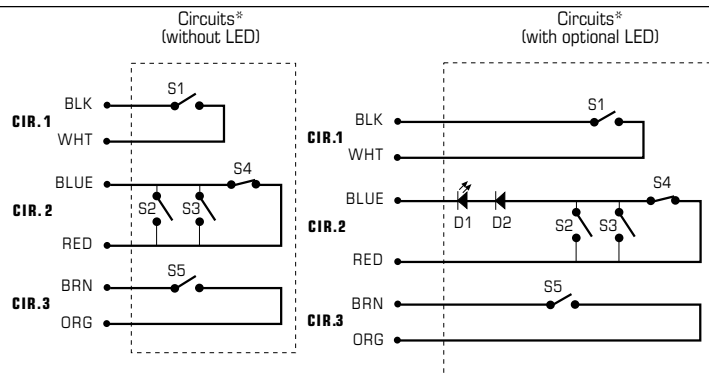 Circuits*
(without LED)
S1
BLK
CIR.1
WHT
BLUE
S4
CIR.2
S2
S3
RED
BRN
S5
CIR.3
ORG
Circuits*
(with optional LED)
S1
BLK
CIR.1
WHT
BLUE
S4
D1
D2
S2
S3
CIR.2
RED
BRN
S5
CIR.3
ORG